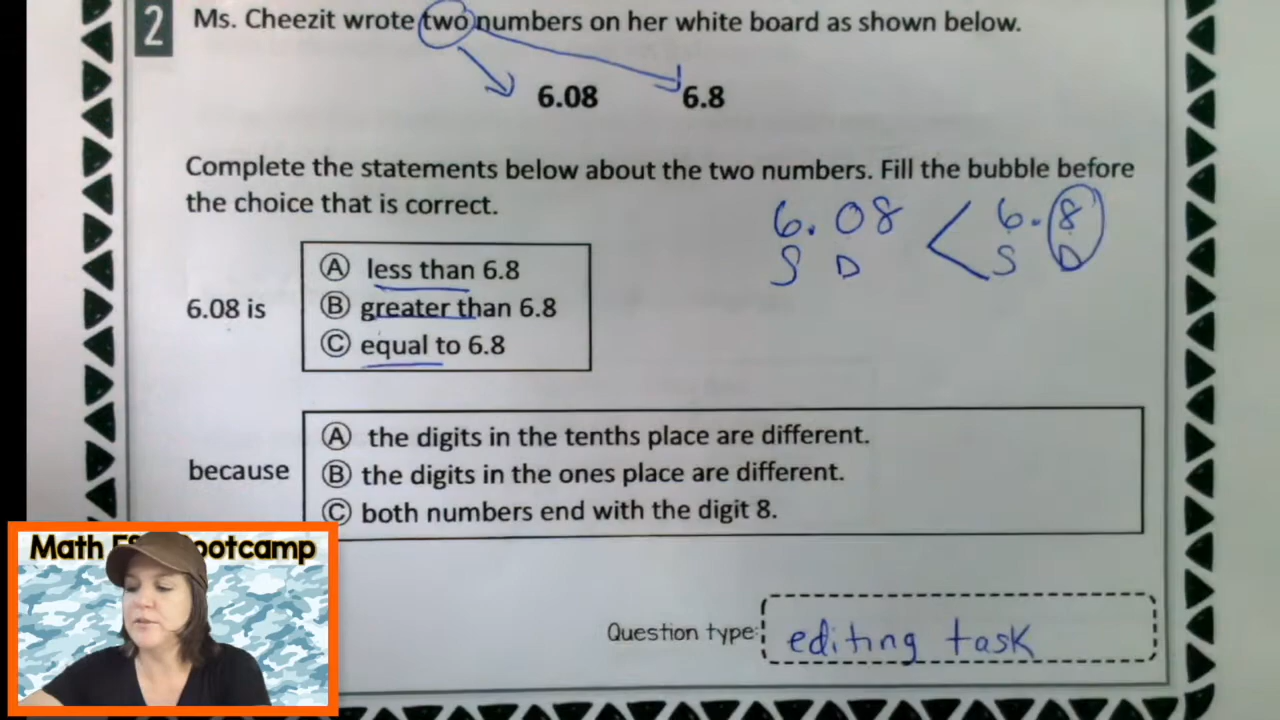 2
Ms. Cheezit wrote two numbers on her white board as shown below.
6.08 6.8
Complete the statements below about the two numbers. Fill the bubble before
the choice that is correct.
6.08 < 6.8
S D S D
6.08 is
A less than 6.8
B greater than 6.8
C equal to 6.8
because
A the digits in the tenths place are different.
B the digits in the ones place are different.
C both numbers end with the digit 8.
Math Bootcamp
Question type: editing task